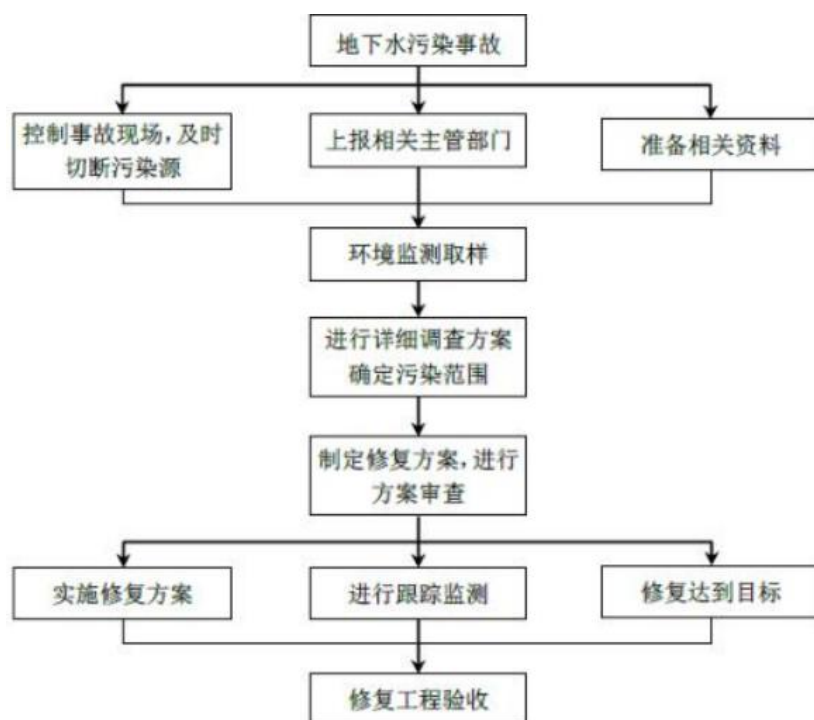 地下水污染事故
控制事故现场，及时
切断污染源
上报相关主管部门
准备相关资料
环境监测取样
进行详细调查方案
确定污染范围
制定修复方案，进行
方案审查
实施修复方案
进行跟踪监测
修复达到目标
修复工程验收